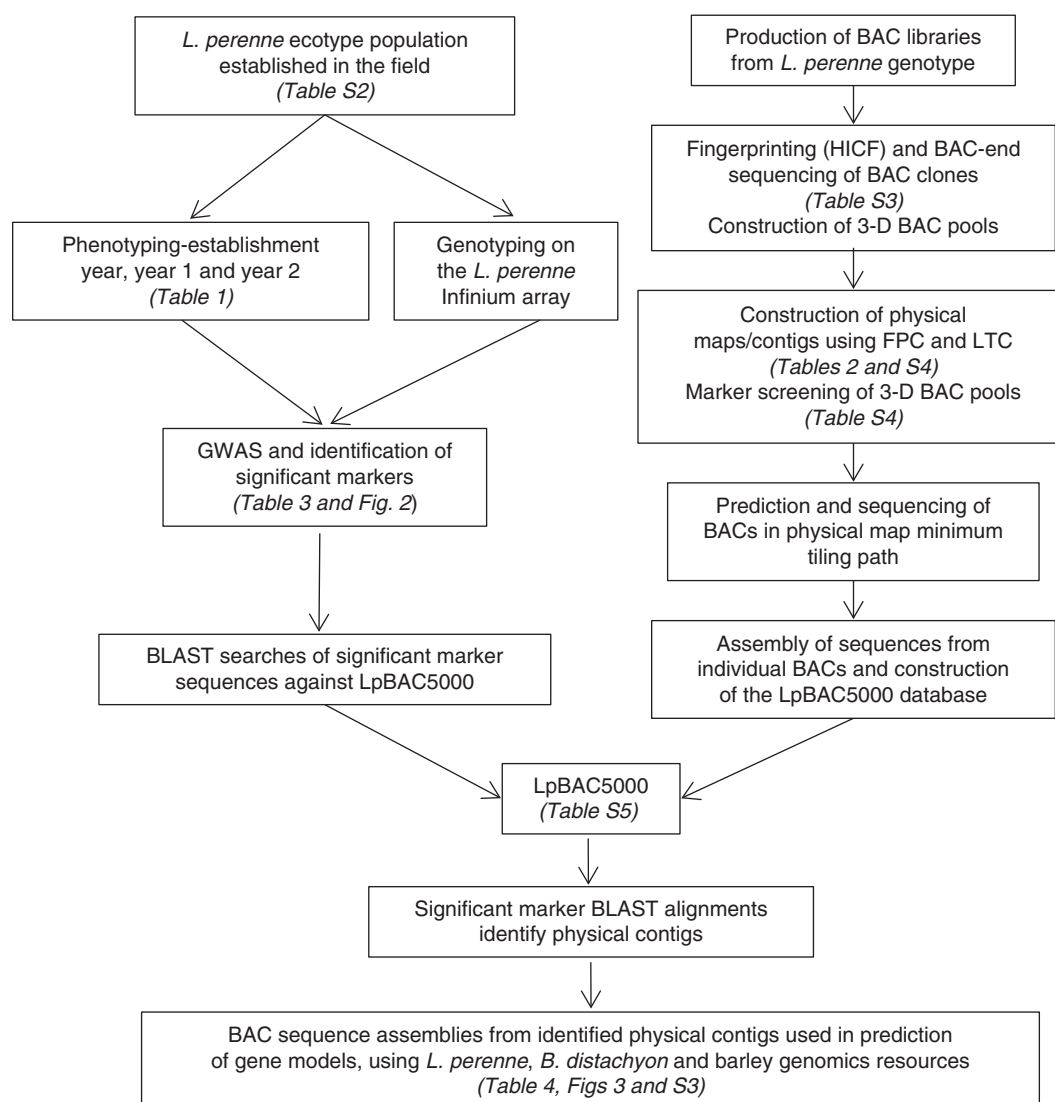 L. perenne ecotype population
established in the field
(Table S2)
Production of BAC libraries
from L. perenne genotype
Fingerprinting (HICF) and BAC-end
sequencing of BAC clones
(Table S3)
Construction of 3-D BAC pools
Phenotyping-establishment
year, year 1 and year 2
(Table 1)
Genotyping on
the L. perenne
Infinium array
Construction of physical
maps/contigs using FPC and LTC
(Tables 2 and S4)
Marker screening of 3-D BAC pools
(Table S4)
GWAS and identification of
significant markers
(Table 3 and Fig. 2)
Prediction and sequencing of
BACs in physical map minimum
tiling path
BLAST searches of significant marker
sequences against LpBAC5000
Assembly of sequences from
individual BACs and construction
of the LpBAC5000 database
LpBAC5000
(Table S5)
Significant marker BLAST alignments
identify physical contigs
BAC sequence assemblies from identified physical contigs used in prediction
of gene models, using L. perenne, B. distachyon and barley genomics resources
(Table 4, Figs 3 and S3)